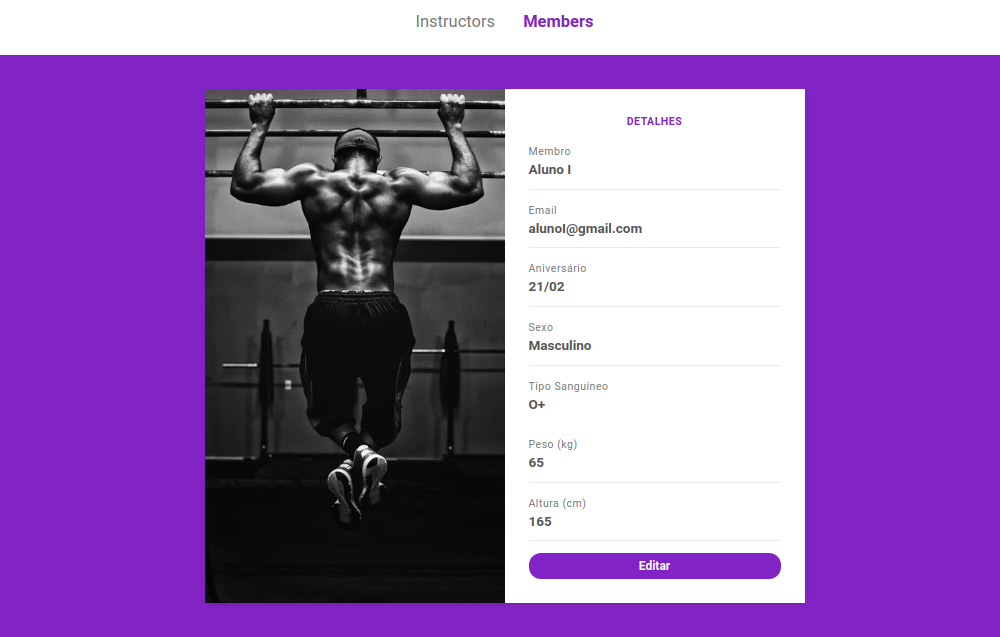 Instructors Members
DETALHES
Membro
Aluno I
Email
alunoI@gmail.com
Aniversário
21/02
Sexo
Masculino
Tipo Sanguíneo
O+
Peso (kg)
65
Altura (cm)
165
Editar